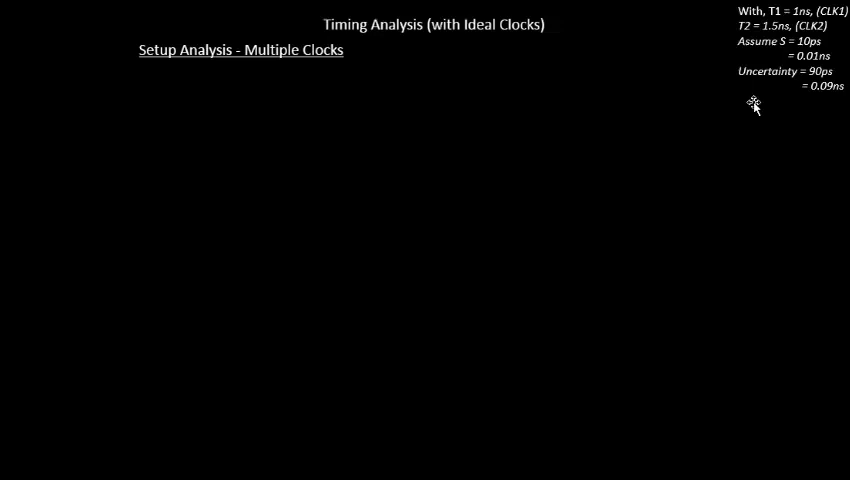 Timing Analysis (with Ideal Clocks)
Setup Analysis - Multiple Clocks
With, T1 = 1ns, (CLK1)
T2 = 1.5ns, (CLK2)
Assume S = 10ps
= 0.01ns
Uncertainty = 90ps
= 0.09ns